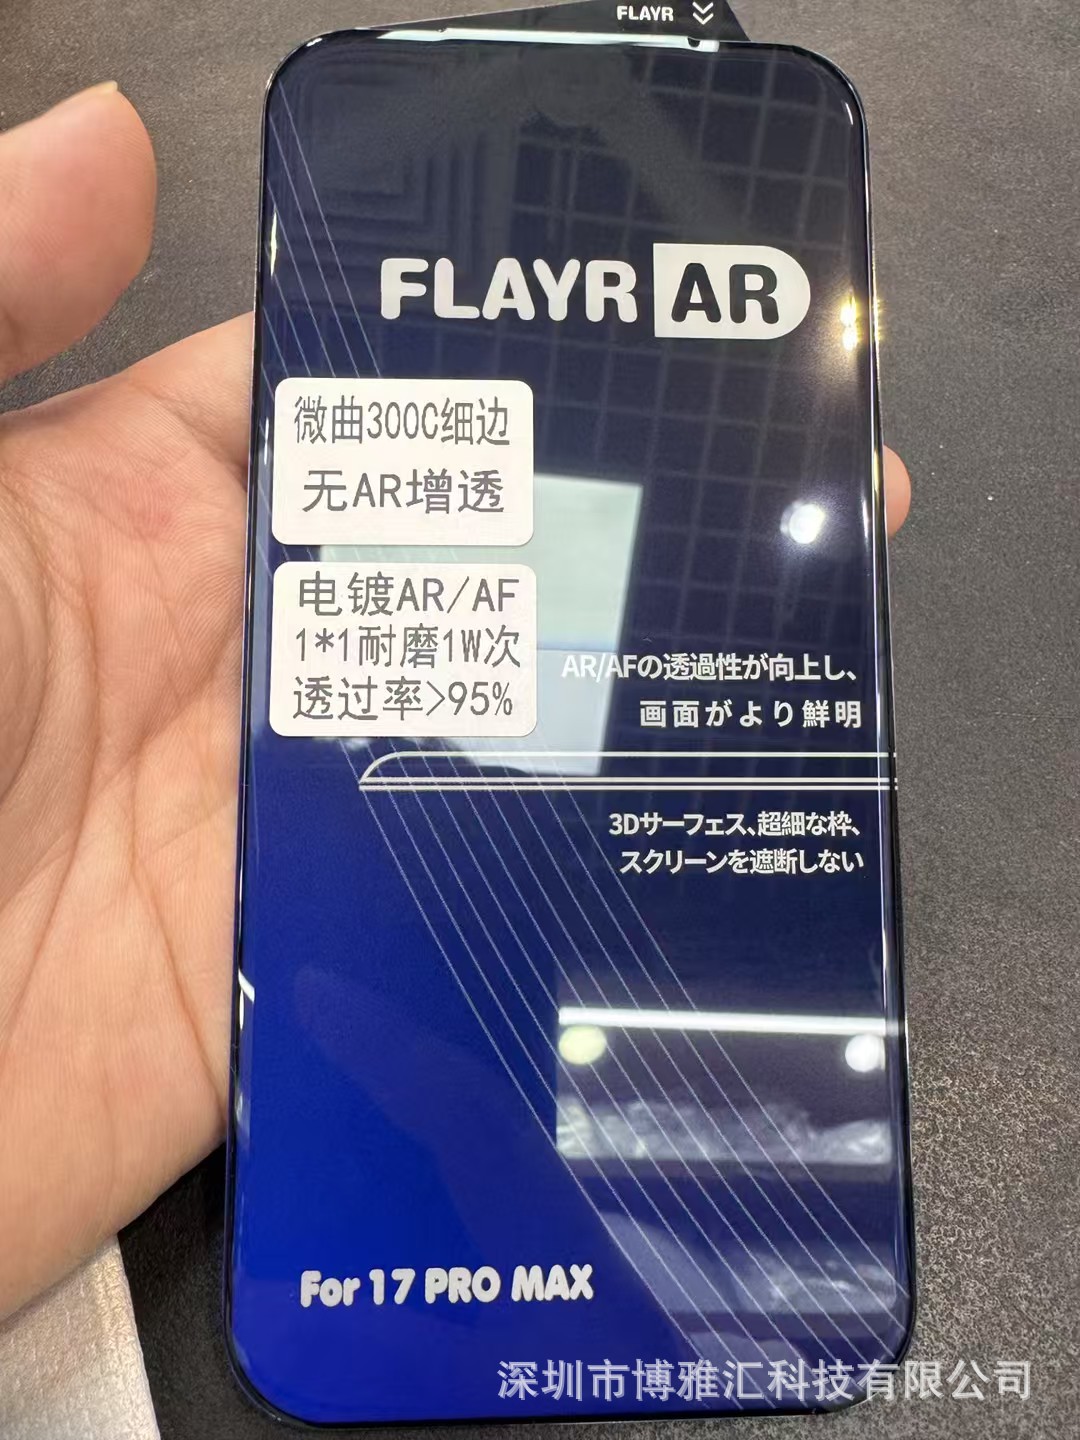 FLAYR
FLAYR AR
微曲300C细边
无AR增透
电镀AR/AF
1*1耐磨1W次
透过率>95%
AR/AFの透過性が向上し、
画面がより鮮明
3Dサーフェス、超細な枠、
スクリーンを遮断しない
For 17 PRO MAX
深圳市博雅汇科技有限公司